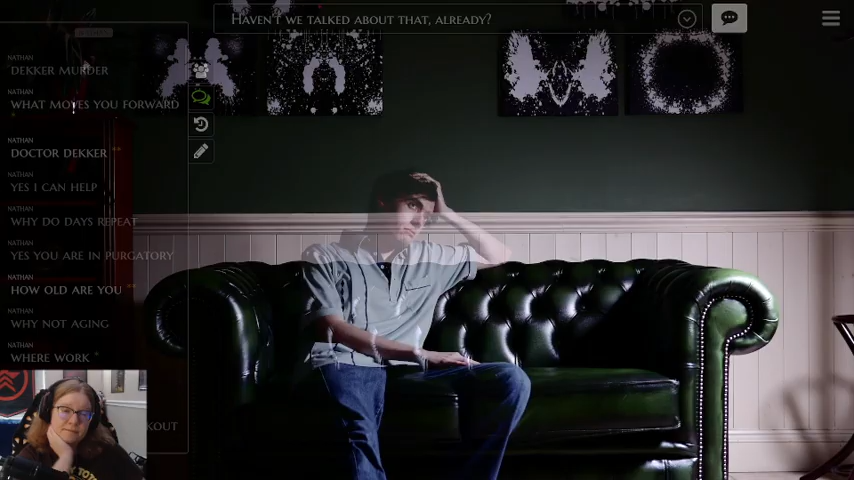 HAVEN'T WE TALKED ABOUT THAT, ALREADY?
NATHAN
DEKKER MURDER
NATHAN
WHAT MOVES YOU FORWARD
NATHAN
DOCTOR DEKKER **
NATHAN
YES I CAN HELP
NATHAN
WHY DO DAYS REPEAT
NATHAN
YES YOU ARE IN PURGATORY
NATHAN
HOW OLD ARE YOU **
NATHAN
WHY NOT AGING
NATHAN
WHERE WORK *
KOUT